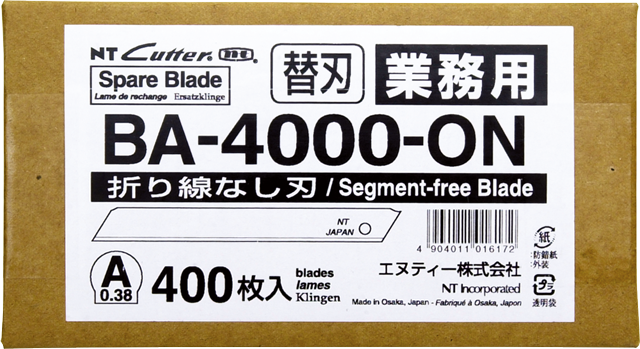 NT Cutter® mc®
Spare Blade
Lame de rechange Ersatzklinge
替刃
業務用
BA-4000-ON
折り線なし刃/Segment-free Blade
NT
JAPAN
4 904011 016172
紙
:防錆紙
:外装
A
0.38
400枚入
blades
lames
Klingen
エヌティー株式会社
NT Incorporated
Made in Osaka, Japan - Fabriqué à Osaka, Japon
プラ
:透明袋